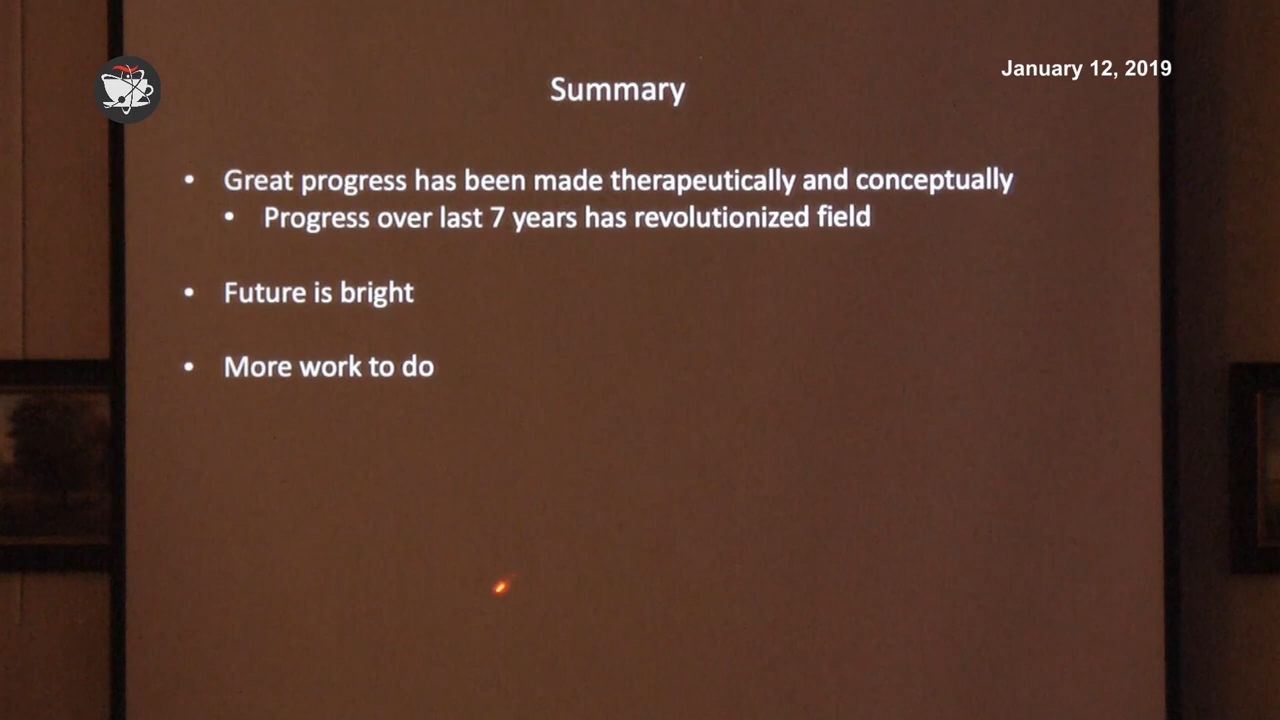 January 12, 2019
Summary
• Great progress has been made therapeutically and conceptually
• Progress over last 7 years has revolutionized field
• Future is bright
• More work to do